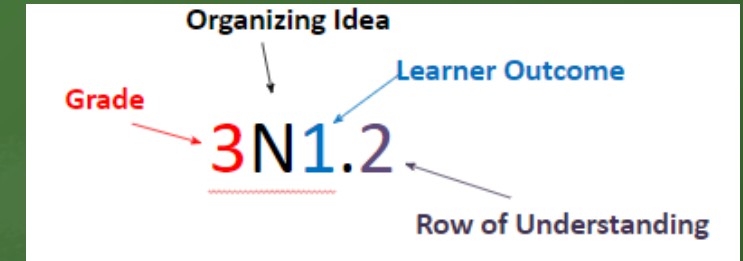 Organizing Idea
Learner Outcome
Grade
3N1.2
Row of Understanding